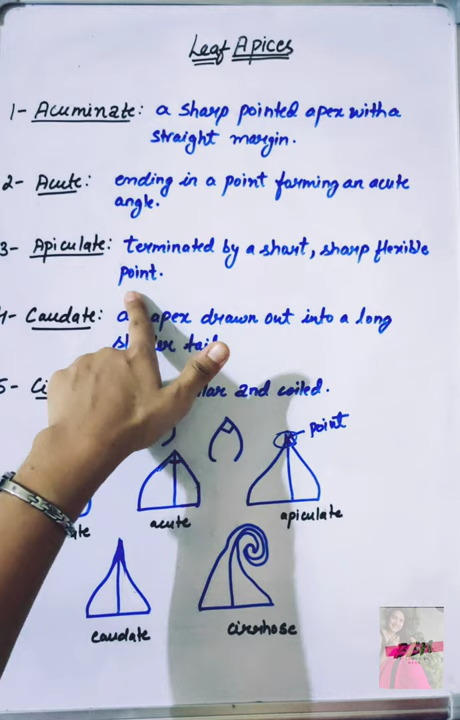 Leaf Apices
1- Acuminate: a sharp pointed apex with a
straight margin.
2- Acute: ending in a point forming an acute
angle.
3- Apiculate: terminated by a short, sharp flexible
point.
Caudate: apex drawn out into a long
tail
5- and coiled.
point
acute
apiculate
caudate
cirrhose